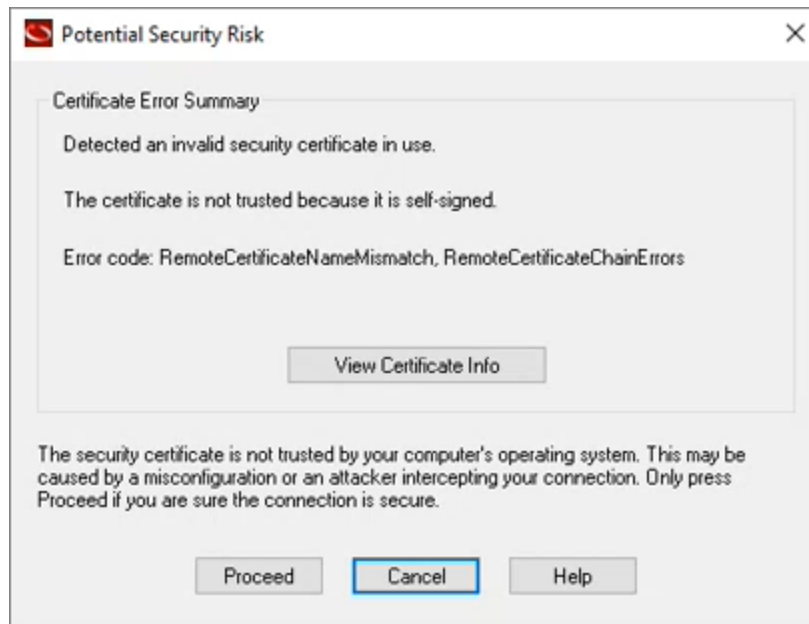 Potential Security Risk
Certificate Error Summary
Detected an invalid security certificate in use.
The certificate is not trusted because it is self-signed.
Error code: RemoteCertificateNameMismatch, RemoteCertificateChainErrors
View Certificate Info
The security certificate is not trusted by your computer's operating system. This may be
caused by a misconfiguration or an attacker intercepting your connection. Only press
Proceed if you are sure the connection is secure.
Proceed
Cancel
Help